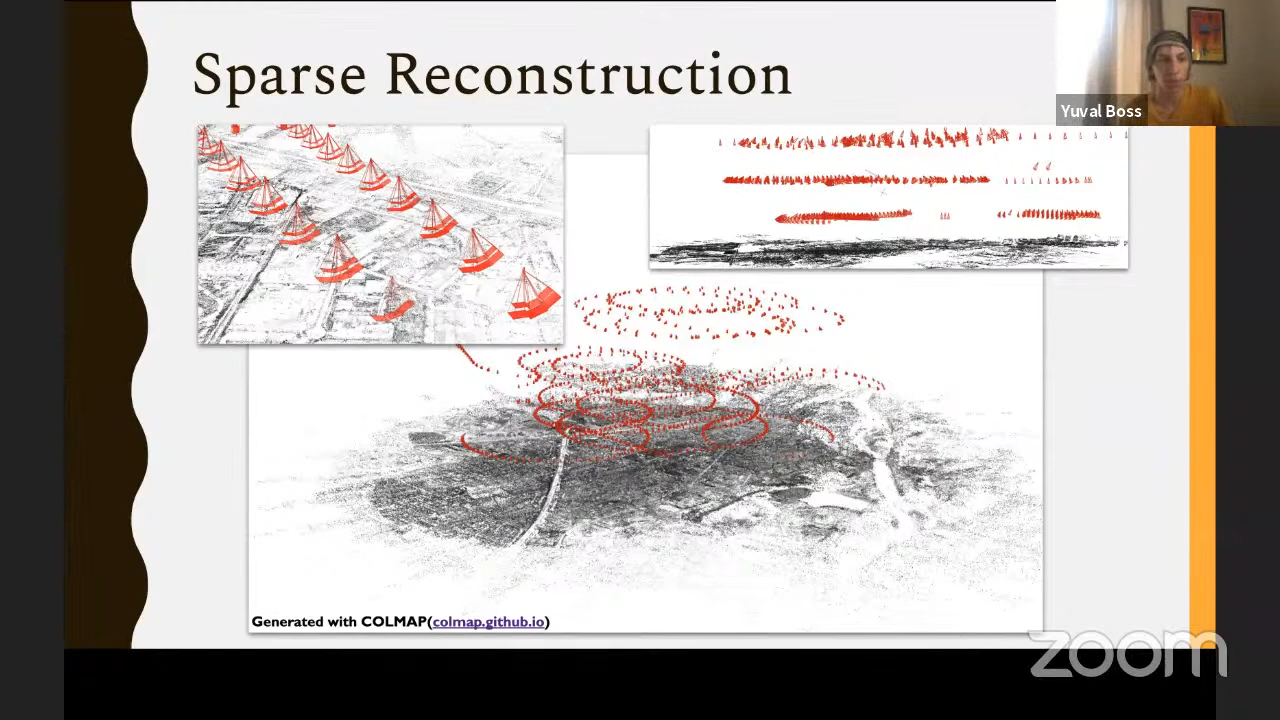 Sparse Reconstruction
Yuval Boss
Generated with COLMAP(colmap.github.io)
zoom